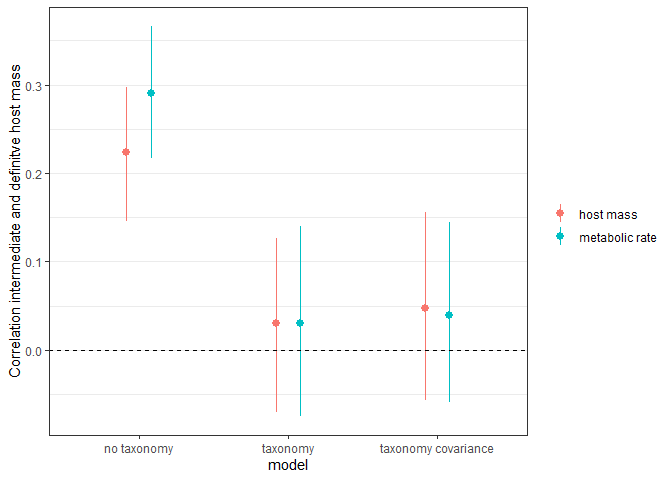 Correlation intermediate and definitve host mass
0.3
0.2
0.1
0.0
no taxonomy
taxonomy
taxonomy covariance
model
host mass
metabolic rate